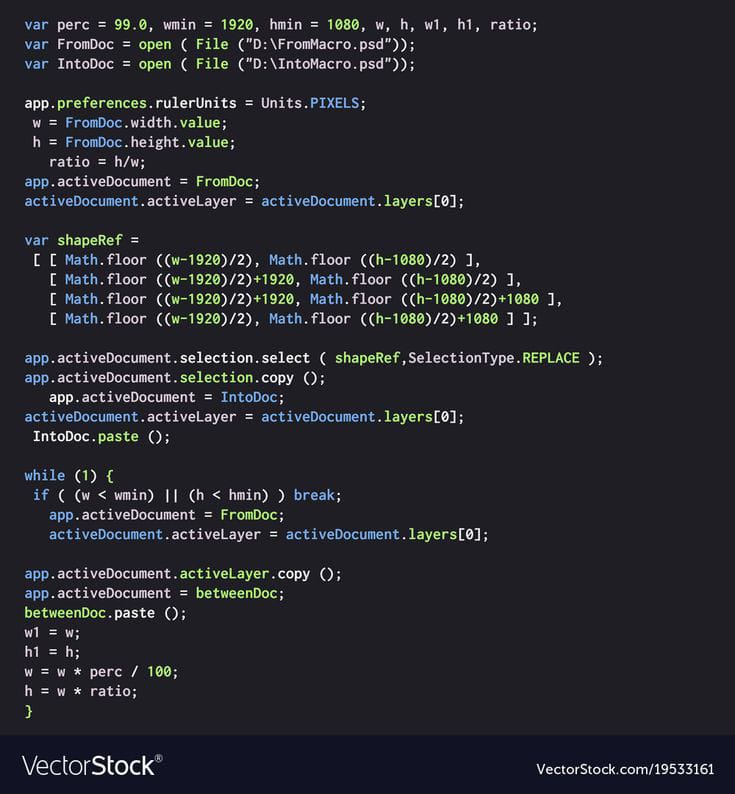 var perc = 99.0, wmin = 1920, hmin = 1080, w, h, w1, h1, ratio;
var FromDoc = open ( File ("D:\FromMacro.psd"));
var IntoDoc = open ( File ("D:\IntoMacro.psd"));
app.preferences.rulerUnits = Units.PIXELS;
w = FromDoc.width.value;
h = FromDoc.height.value;
ratio = h/w;
app.activeDocument = FromDoc;
activeDocument.activeLayer = activeDocument.layers[0];
var shapeRef =
[ [ Math.floor ((w-1920)/2), Math.floor ((h-1080)/2) ],
[ Math.floor ((w-1920)/2)+1920, Math.floor ((h-1080)/2) ],
[ Math.floor ((w-1920)/2)+1920, Math.floor ((h-1080)/2)+1080 ],
[ Math.floor ((w-1920)/2), Math.floor ((h-1080)/2)+1080 ] ];
app.activeDocument.selection.select ( shapeRef,SelectionType.REPLACE );
app.activeDocument.selection.copy ();
app.activeDocument = IntoDoc;
activeDocument.activeLayer = activeDocument.layers[0];
IntoDoc.paste ();
while (1) {
if ( (w < wmin) || (h < hmin) ) break;
app.activeDocument = FromDoc;
activeDocument.activeLayer = activeDocument.layers[0];
app.activeDocument.activeLayer.copy ();
app.activeDocument = betweenDoc;
betweenDoc.paste ();
w1 = w;
h1 = h;
w = w * perc / 100;
h = w * ratio;
}
VectorStock®
VectorStock.com/19533161